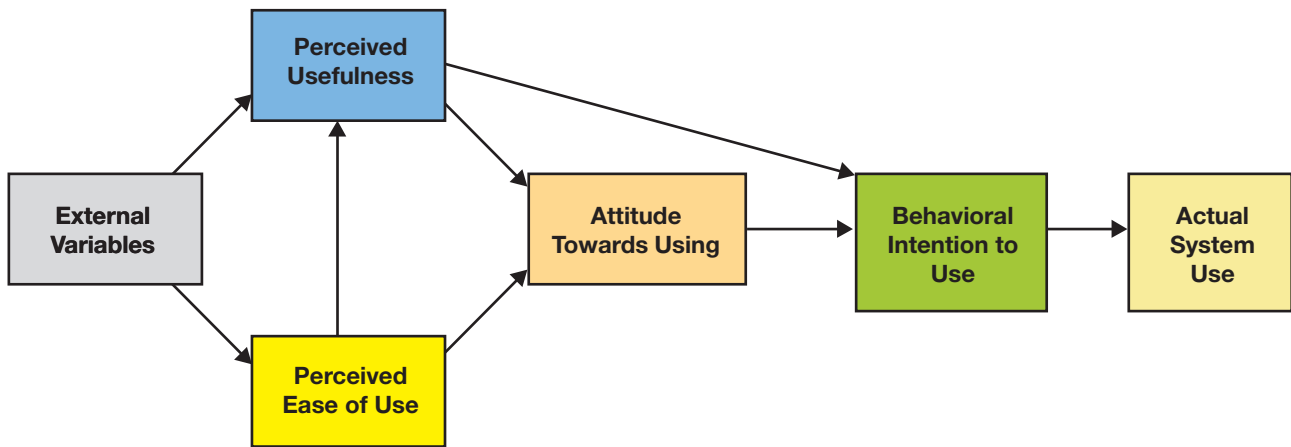 Perceived
Usefulness
External
Variables
Attitude
Towards Using
Behavioral
Intention to
Use
Actual
System
Use
Perceived
Ease of Use